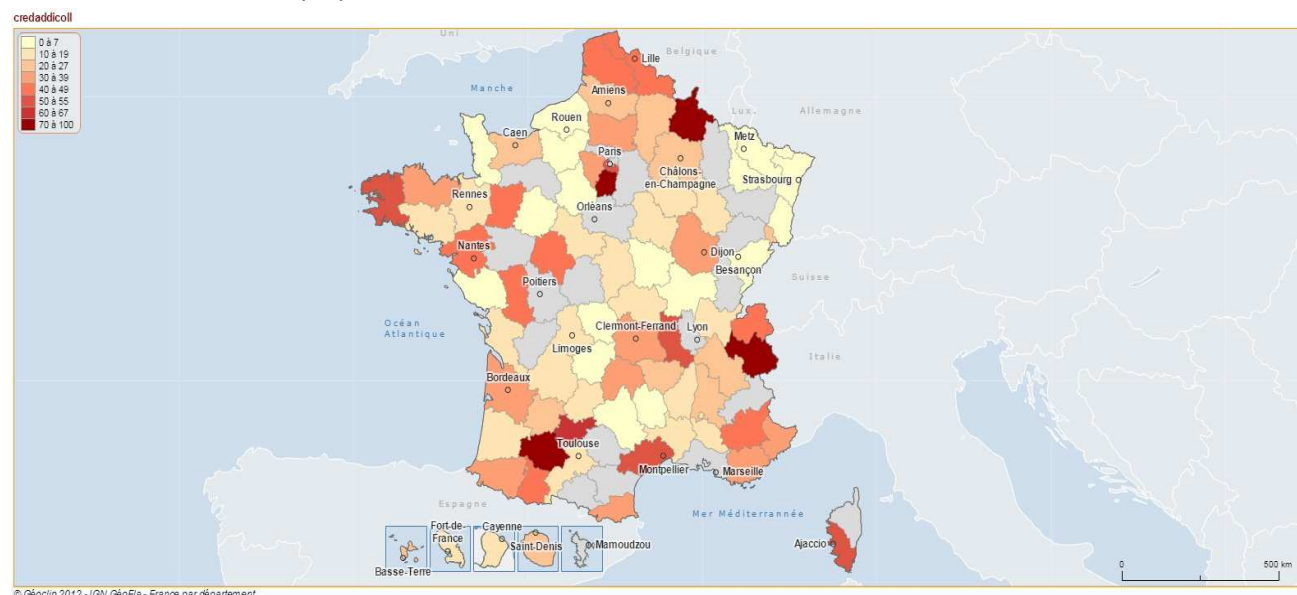 credaddicoll
0 à 7
10 à 19
20 à 27
30 à 39
40 à 49
50 à 55
60 à 67
70 à 100
Uni
Belgique
Lille
Manche
Amiens
Lux.
Allemagne
Rouen
Caen
Metz
Paris
Châlons-
en-Champagne
Strasbourg
Rennes
Orléans
Nantes
Dijon
Besançon
Suisse
Poitiers
Océan
Atlantique
Clermont-Ferrand
Lyon
Limoges
Italie
Bordeaux
Toulouse
Montpellier
Marseille
Espagne
Mer Méditerrannée
Fort-de-
France
Cayenne
Saint-Denis
Mamoudzou
Basse-Terre
Ajaccio
0
500 km
© Géoclip 2012 - IGN GéoFla - France par département